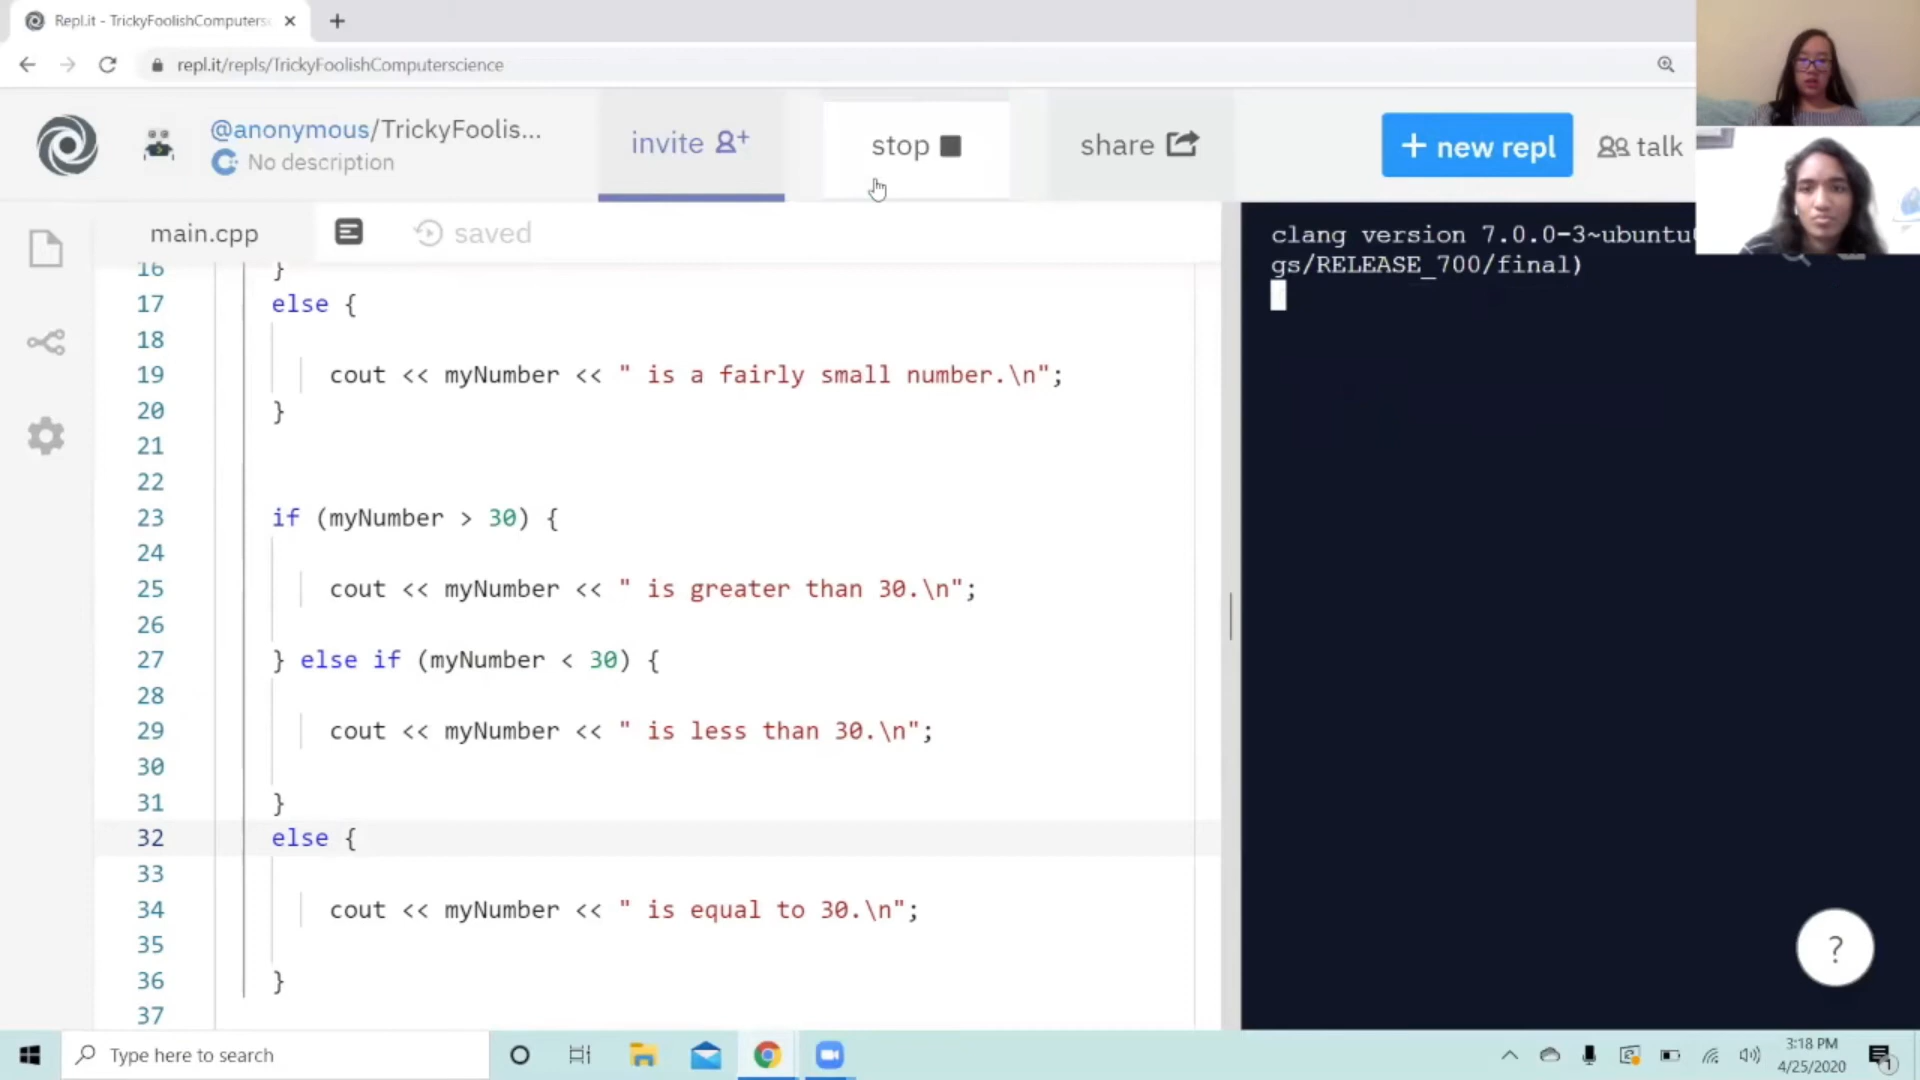 Repl.it - TrickyFoolishComputers
repl.it/repls/TrickyFoolishComputerscience
@anonymous/TrickyFoolis...
No description
invite
stop
share
+ new repl
talk
main.cpp
saved
clang version 7.0.0-3~ubuntu
gs/RELEASE_700/final)
16 }
17 else {
18
19 cout << myNumber << " is a fairly small number.\n";
20 }
21
22
23 if (myNumber > 30) {
24
25 cout << myNumber << " is greater than 30.\n";
26
27 } else if (myNumber < 30) {
28
29 cout << myNumber << " is less than 30.\n";
30
31 }
32 else {
33
34 cout << myNumber << " is equal to 30.\n";
35
36 }
37
?
Type here to search
3:18 PM
4/25/2020
1